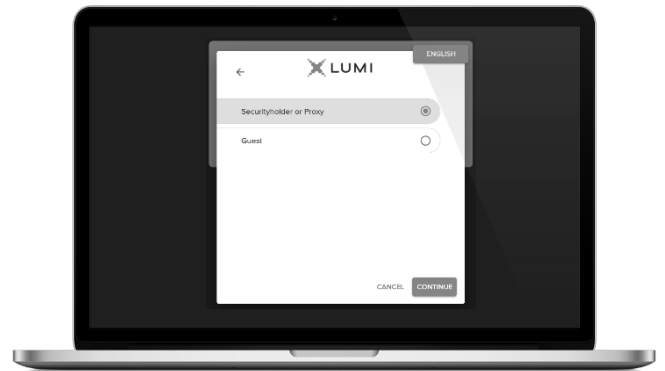 ENGLISH
LUMI
Securityholder or Proxy
Guest
CANCEL CONTINUE